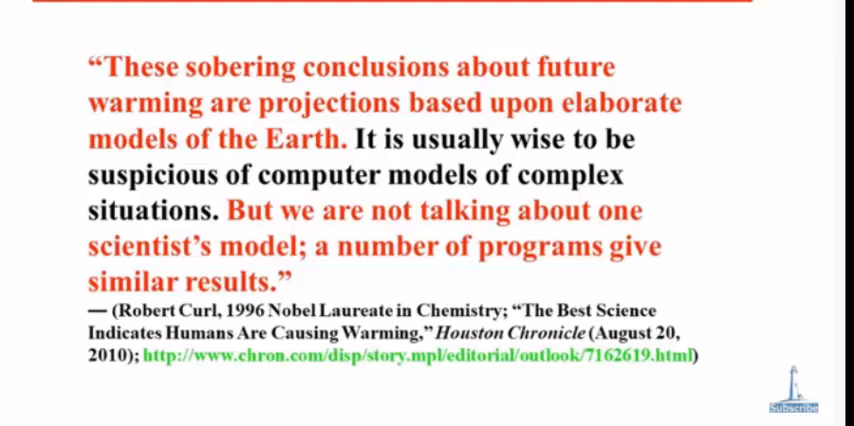 “These sobering conclusions about future
warming are projections based upon elaborate
models of the Earth. It is usually wise to be
suspicious of computer models of complex
situations. But we are not talking about one
scientist’s model; a number of programs give
similar results.”
— (Robert Curl, 1996 Nobel Laureate in Chemistry; “The Best Science
Indicates Humans Are Causing Warming,” Houston Chronicle (August 20,
2010); http://www.chron.com/disp/story.mpl/editorial/outlook/7162619.html)
Subscribe